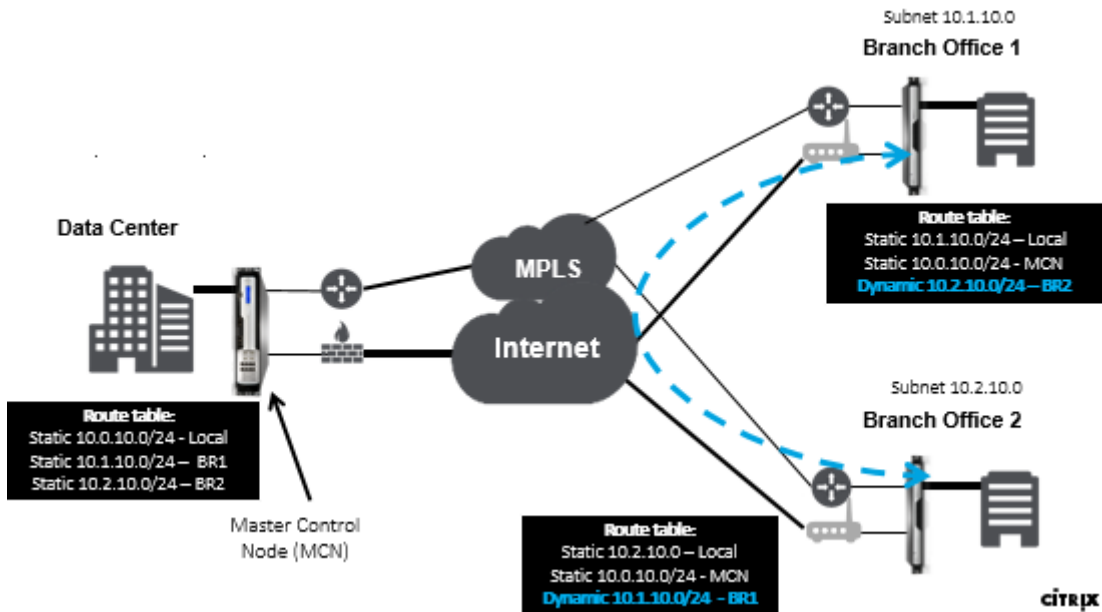 Subnet 10.1.10.0
Branch Office 1
Route table:
Static 10.1.10.0/24 – Local
Static 10.0.10.0/24 - MCN
Dynamic 10.2.10.0/24 – BR2
Data Center
MPLS
Internet
Route table:
Static 10.0.10.0/24 - Local
Static 10.1.10.0/24 – BR1
Static 10.2.10.0/24 – BR2
Master Control
Node (MCN)
Subnet 10.2.10.0
Branch Office 2
Route table:
Static 10.2.10.0 – Local
Static 10.0.10.0/24 - MCN
Dynamic 10.1.10.0/24 - BR1
CITRIX